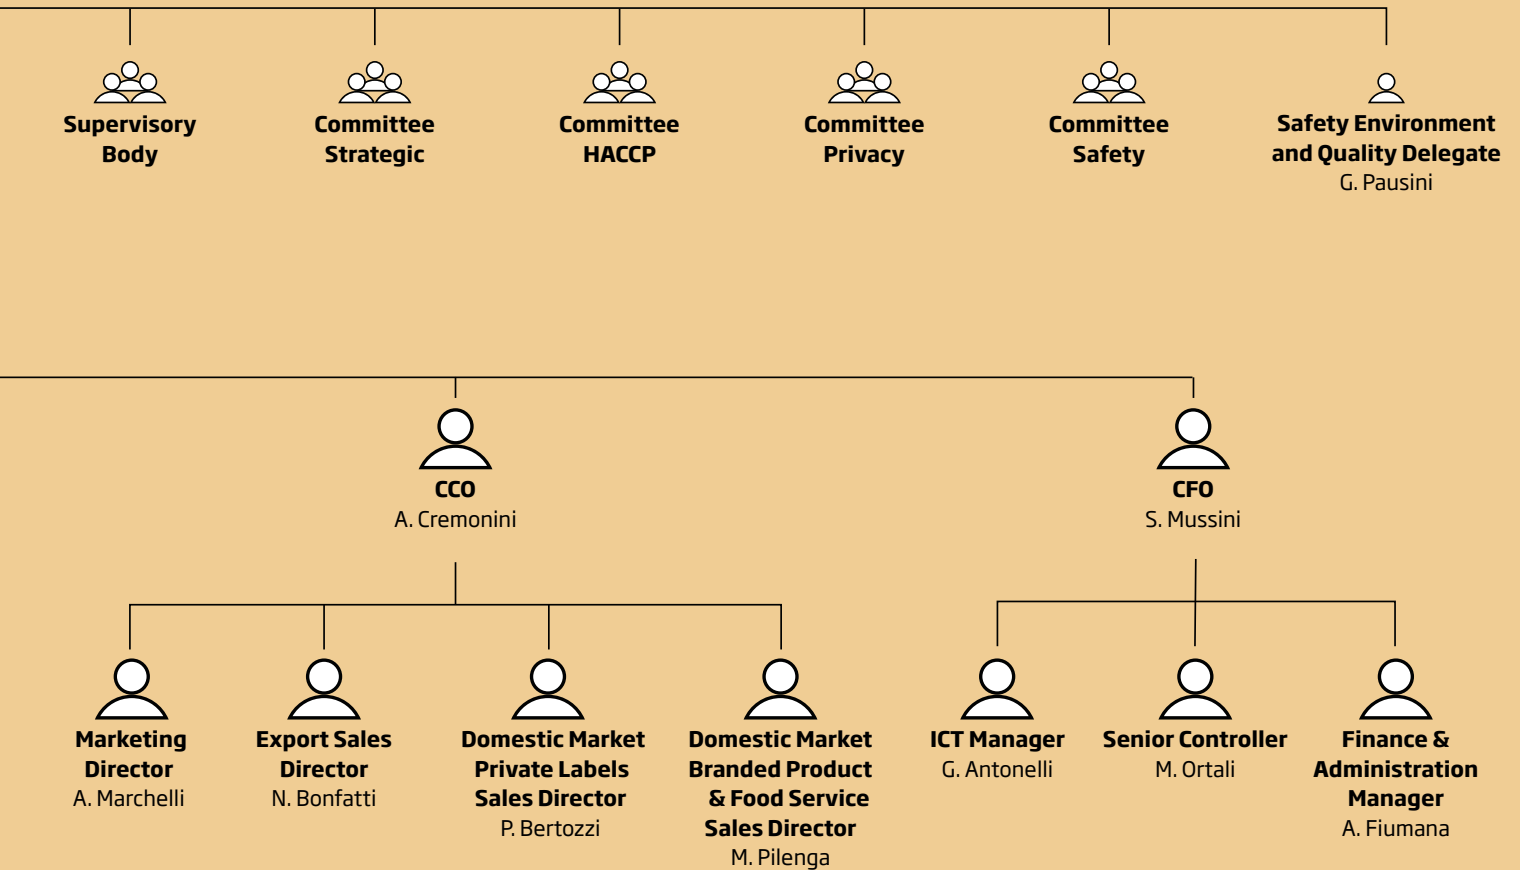 Supervisory
Body
Committee
Strategic
Committee
HACCP
Committee
Privacy
Committee
Safety
Safety Environment
and Quality Delegate
G. Pausini
CCO
A. Cremonini
CFO
S. Mussini
Marketing
Director
A. Marchelli
Export Sales
Director
N. Bonfatti
Domestic Market
Private Labels
Sales Director
P. Bertozzi
Domestic Market
Branded Product
& Food Service
Sales Director
M. Pilenga
ICT Manager
G. Antonelli
Senior Controller
M. Ortali
Finance &
Administration
Manager
A. Fiumana